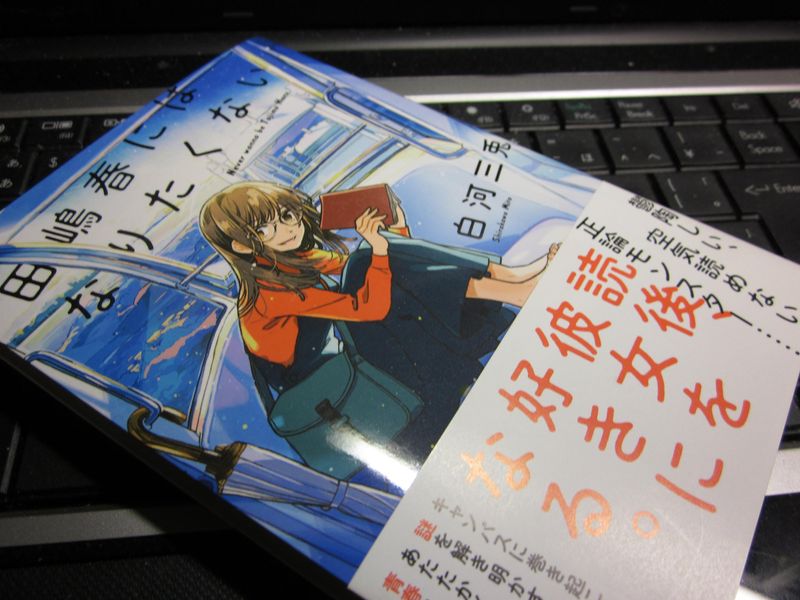 田嶋春には
なりたくない
Never wanna be Tajima Haru!
白河三兎
Shirakawa Mito
鬱陶しい、
空気読めない
正論モンスター……
読後、
彼女を
好きに
なる。
キャンパスに巻き起こ
謎を解き明かす
あたたか
青春
Back
Space
Enter